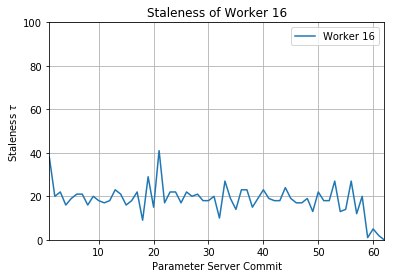 Staleness of Worker 16
Worker 16
Staleness τ
100
80
60
40
20
0
10 20 30 40 50 60
Parameter Server Commit